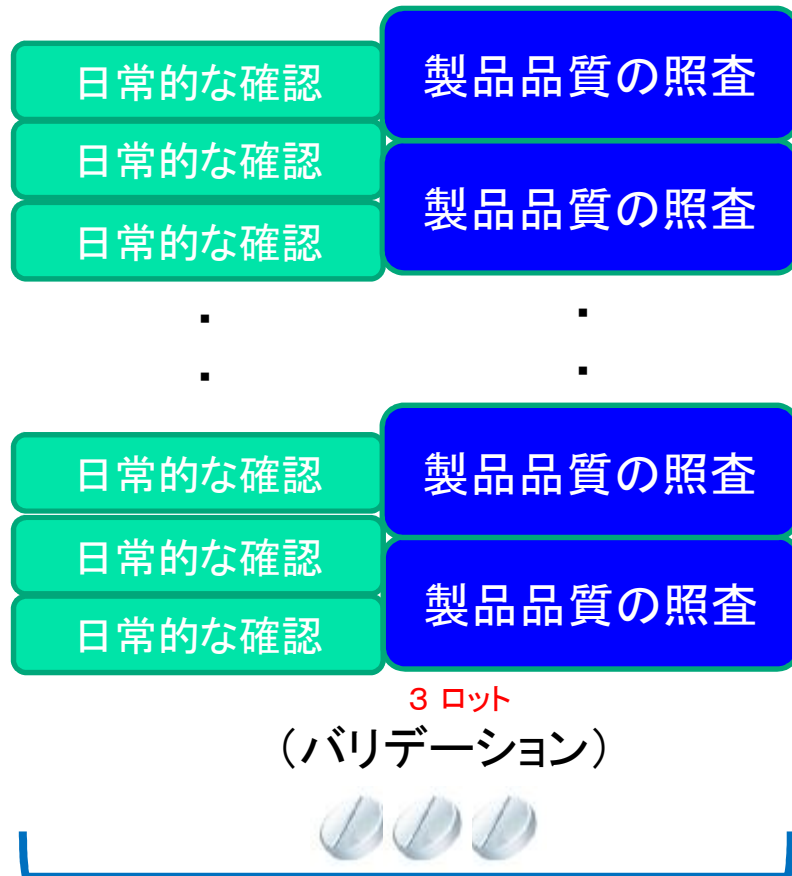 日常的な確認
製品品質の照査
日常的な確認
製品品質の照査
日常的な確認
・ ・
・ ・
日常的な確認
製品品質の照査
日常的な確認
製品品質の照査
日常的な確認
3 ロット
（バリデーション）